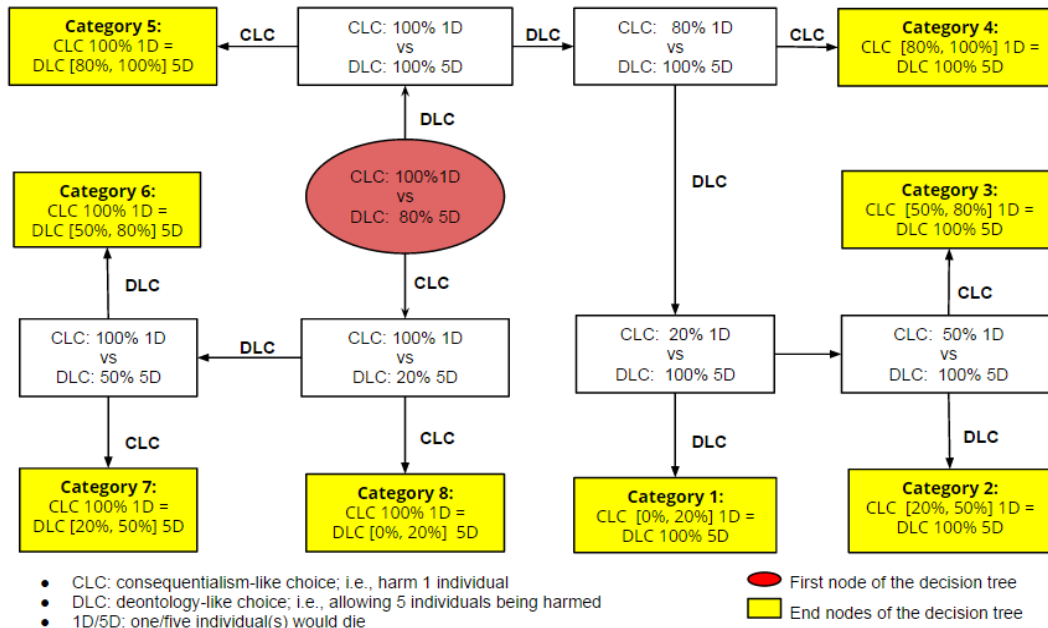 Category 5:
CLC 100% 1D =
DLC [80%, 100%] 5D
CLC
CLC: 100% 1D
vs
DLC: 100% 5D
DLC
CLC: 80% 1D
vs
DLC: 100% 5D
CLC
Category 4:
CLC [80%, 100%] 1D =
DLC 100% 5D
DLC
CLC: 100%1D
vs
DLC: 80% 5D
DLC
Category 6:
CLC 100% 1D =
DLC [50%, 80%] 5D
Category 3:
CLC [50%, 80%] 1D =
DLC 100% 5D
DLC
CLC
CLC
CLC: 100% 1D
vs
DLC: 50% 5D
DLC
CLC: 100% 1D
vs
DLC: 20% 5D
CLC: 20% 1D
vs
DLC: 100% 5D
CLC: 50% 1D
vs
DLC: 100% 5D
CLC
CLC
DLC
DLC
Category 7:
CLC 100% 1D =
DLC [20%, 50%] 5D
Category 8:
CLC 100% 1D =
DLC [0%, 20%] 5D
Category 1:
CLC [0%, 20%] 1D =
DLC 100% 5D
Category 2:
CLC [20%, 50%] 1D =
DLC 100% 5D
• CLC: consequentialism-like choice; i.e., harm 1 individual
• DLC: deontology-like choice; i.e., allowing 5 individuals being harmed
• 1D/5D: one/five individual(s) would die
First node of the decision tree
End nodes of the decision tree